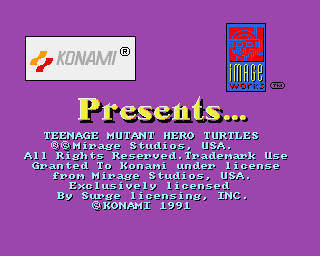 KONAMI®
IMAGE
WORKS TM
Presents...
TEENAGE MUTANT HERO TURTLES
©©Mirage Studios, USA.
All Rights Reserved.Trademark Use
Granted To Konami under license
from Mirage Studios, USA.
Exclusively licensed
By Surge licensing, INC.
©KONAMI 1991